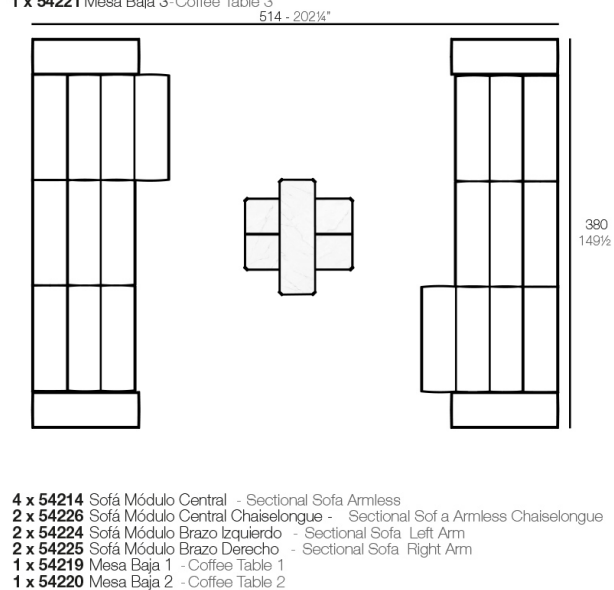 1 x 54221 Mesa Baja 3 - Coffee Table 3
514 - 202¼"
380
149½
4 x 54214 Sofá Módulo Central - Sectional Sofa Armless
2 x 54226 Sofá Módulo Central Chaiselongue - Sectional Sof a Armless Chaiselongue
2 x 54224 Sofá Módulo Brazo Izquierdo - Sectional Sofa Left Arm
2 x 54225 Sofá Módulo Brazo Derecho - Sectional Sofa Right Arm
1 x 54219 Mesa Baja 1 - Coffee Table 1
1 x 54220 Mesa Baja 2 - Coffee Table 2